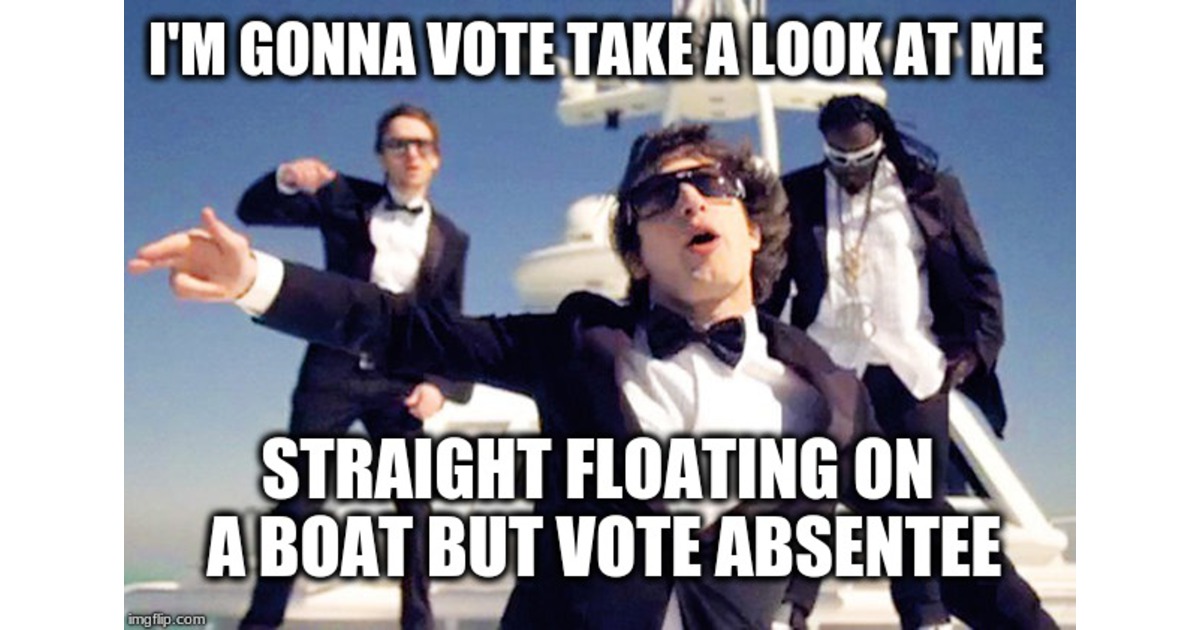 I'M GONNA VOTE TAKE A LOOK AT ME
STRAIGHT FLOATING ON
A BOAT BUT VOTE ABSENTEE
imgflip.com